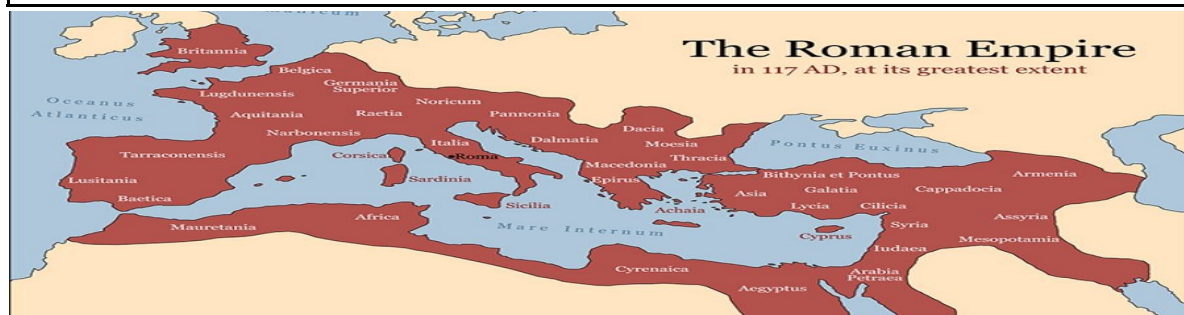 The Roman Empire
in 117 AD, at its greatest extent
Britannia
Belgica
Germania
Superior
Lugdunensis
Noricum
Oceanus
Atlanticus
Aquitania
Raetia
Pannonia
Narbonensis
Italia
Dalmatia
Dacia
Moesia
Pontus Euxinus
Tarraconensis
Corsica
Roma
Macedonia
Thracia
Bithynia et Pontus
Armenia
Lusitania
Sardinia
Epirus
Asia
Galatia
Cappadocia
Baetica
Sicilia
Achaia
Lycia
Cilicia
Assyria
Mauretania
Africa
Mare Internum
Cyprus
Syria
Mesopotamia
Iudaea
Cyrenaica
Arabia
Petraea
Aegyptus